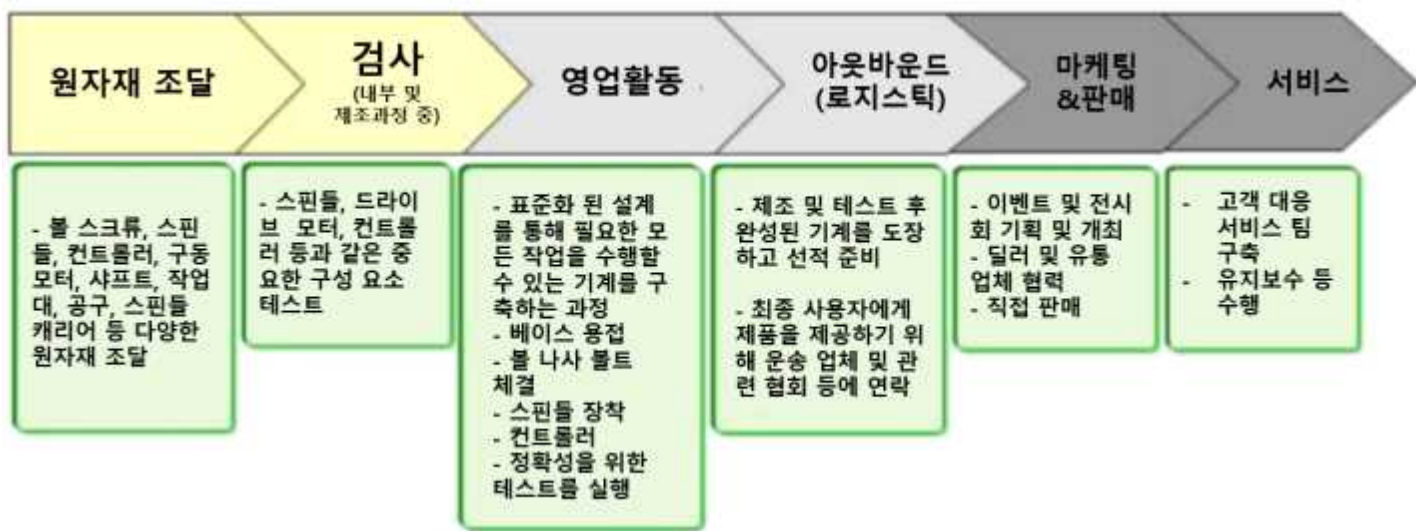 원자재 조달
검사
(내부 및
제조과정 중)
영업활동
아웃바운드
(로지스틱)
마케팅
&판매
서비스
- 볼 스크류, 스핀
들, 컨트롤러, 구동
모터, 샤프트, 작업
대, 공구, 스핀들
캐리어 등 다양한
원자재 조달
- 스핀들, 드라이
브 모터, 컨트롤
러 등과 같은 중
요한 구성 요소
테스트
- 표준화 된 설계
를 통해 필요한 모
든 작업을 수행할
수 있는 기계를 구
축하는 과정
- 베이스 용접
- 볼 나사 볼트
체결
- 스핀들 장착
- 컨트롤러
- 정확성을 위한
테스트를 실행
- 제조 및 테스트 후
완성된 기계를 도장
하고 선적 준비
- 최종 사용자에게
제품을 제공하기 위
해 운송 업체 및 관
련 협회 등에 연락
- 이벤트 및 전시
회 기획 및 개최
- 딜러 및 유통
업체 협력
- 직접 판매
- 고객 대응
서비스 팀
구축
- 유지보수 등
수행